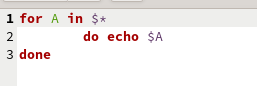 1 for A in $*
2 do echo $A
3 done